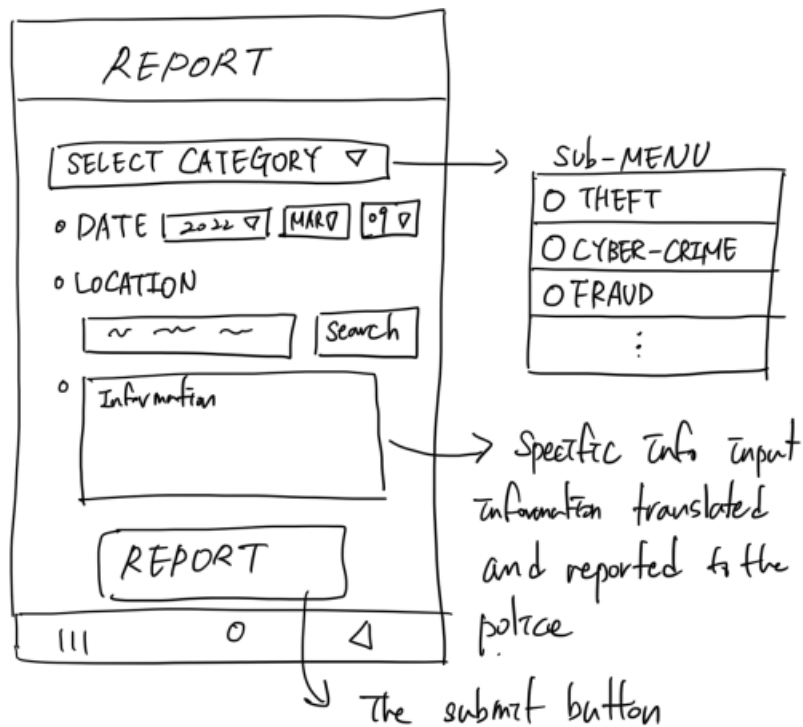 REPORT
SELECT CATEGORY ▽
DATE 2022 ▽ MAR ▽ 09 ▽
LOCATION
Search
Information
REPORT
Sub-MENU
THEFT
CYBER-CRIME
FRAUD
⋮
Specific info input
information translated
and reported to the
police
The submit button